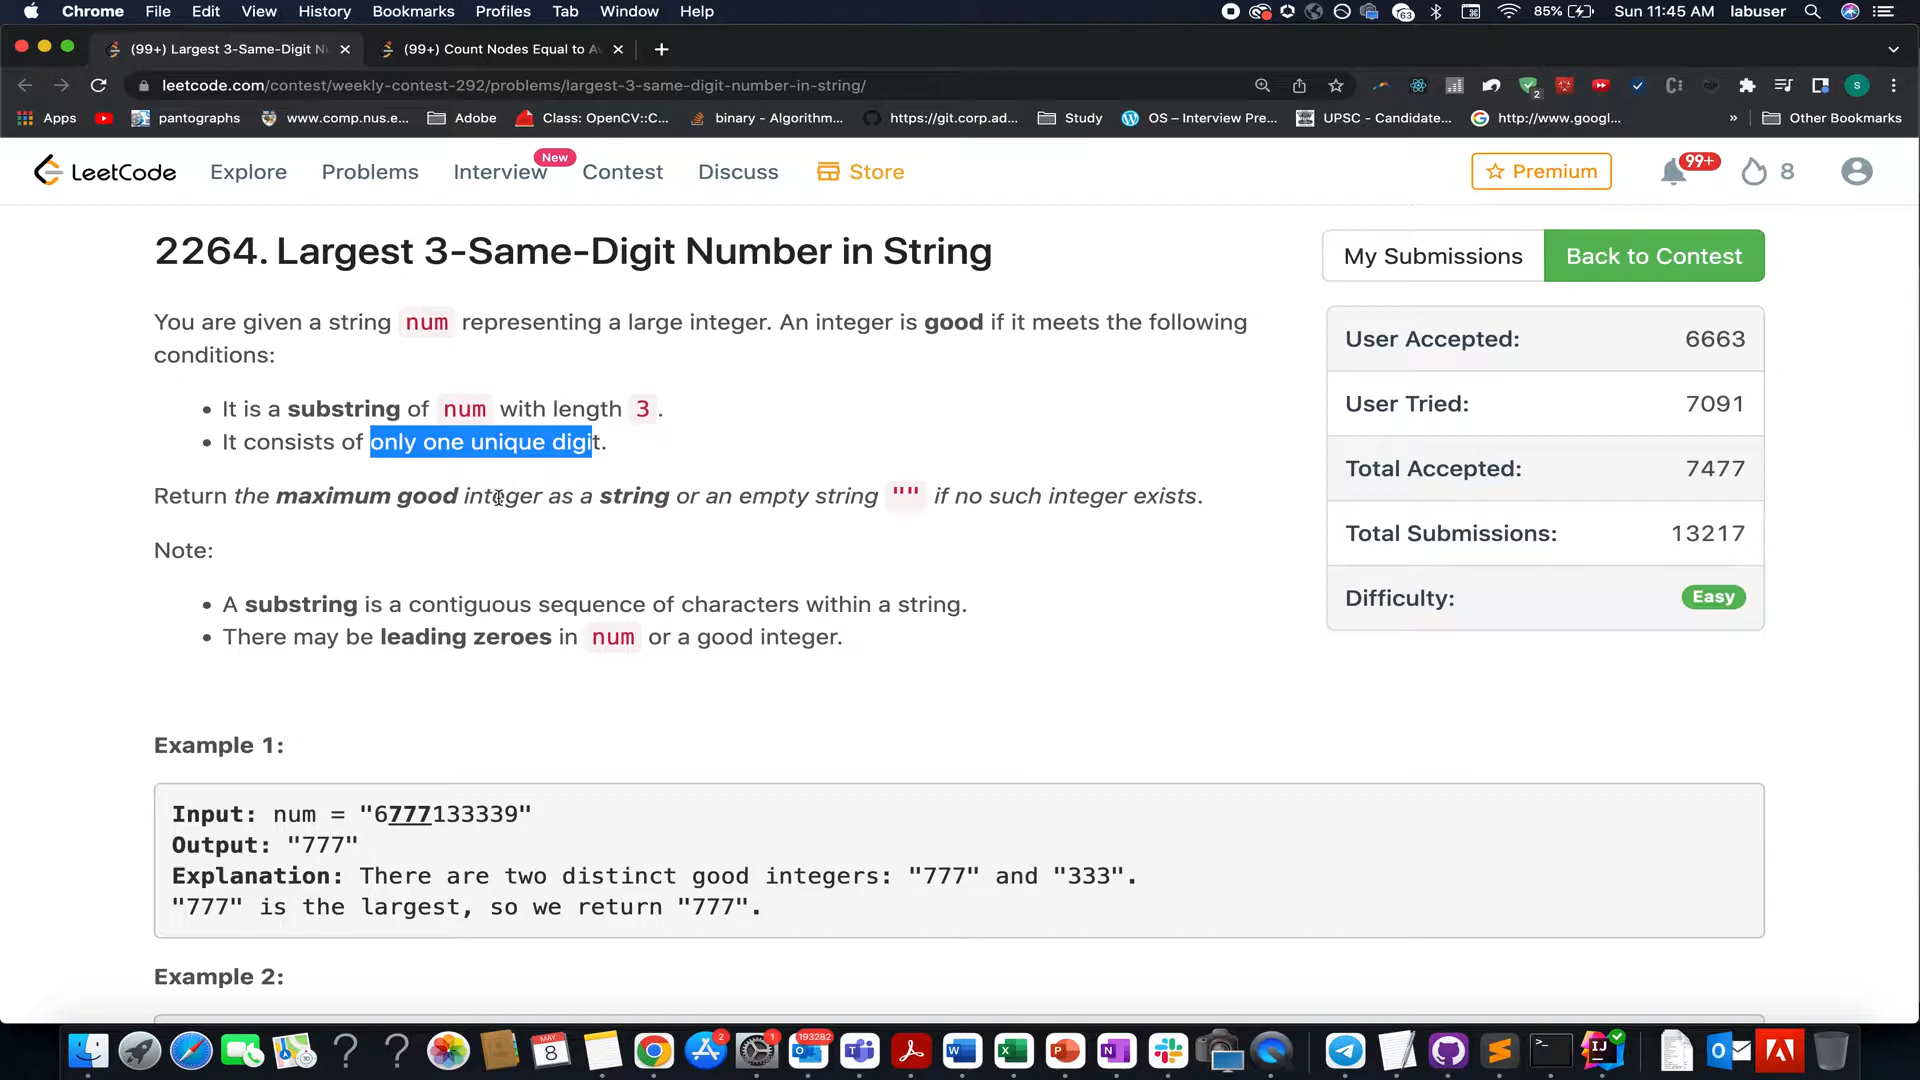 Chrome File Edit View History Bookmarks Profiles Tab Window Help 63 85% Sun 11:45 AM labuser
(99+) Largest 3-Same-Digit N
(99+) Count Nodes Equal to A
leetcode.com/contest/weekly-contest-292/problems/largest-3-same-digit-number-in-string/
2
S
Apps pantographs www.comp.nus.e... Adobe Class: OpenCV::C... binary - Algorithm... https://git.corp.ad... Study OS – Interview Pre... UPSC - Candidate... http://www.googl... » Other Bookmarks
LeetCode Explore Problems Interview New Contest Discuss Store Premium 99+ 8
2264. Largest 3-Same-Digit Number in String
My Submissions Back to Contest
You are given a string num representing a large integer. An integer is good if it meets the following
conditions:
• It is a substring of num with length 3 .
• It consists of only one unique digit.
Return the maximum good integer as a string or an empty string "" if no such integer exists.
Note:
• A substring is a contiguous sequence of characters within a string.
• There may be leading zeroes in num or a good integer.
User Accepted: 6663
User Tried: 7091
Total Accepted: 7477
Total Submissions: 13217
Difficulty: Easy
Example 1:
Input: num = "6777133339"
Output: "777"
Explanation: There are two distinct good integers: "777" and "333".
"777" is the largest, so we return "777".
Example 2:
MAY
8
2
1
193282